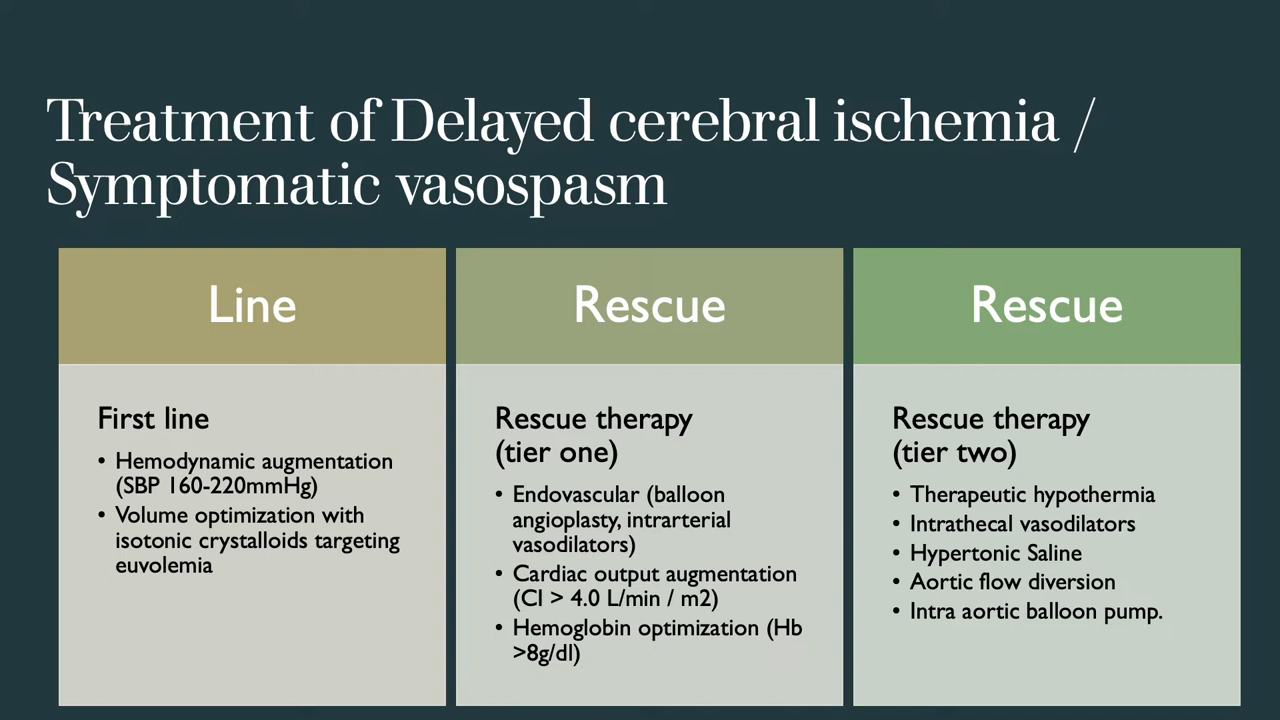 Treatment of Delayed cerebral ischemia /
Symptomatic vasospasm
Line
First line
• Hemodynamic augmentation
(SBP 160-220mmHg)
• Volume optimization with
isotonic crystalloids targeting
euvolemia
Rescue
Rescue therapy
(tier one)
• Endovascular (balloon
angioplasty, intrarterial
vasodilators)
• Cardiac output augmentation
(CI > 4.0 L/min / m2)
• Hemoglobin optimization (Hb
>8g/dl)
Rescue
Rescue therapy
(tier two)
• Therapeutic hypothermia
• Intrathecal vasodilators
• Hypertonic Saline
• Aortic flow diversion
• Intra aortic balloon pump.